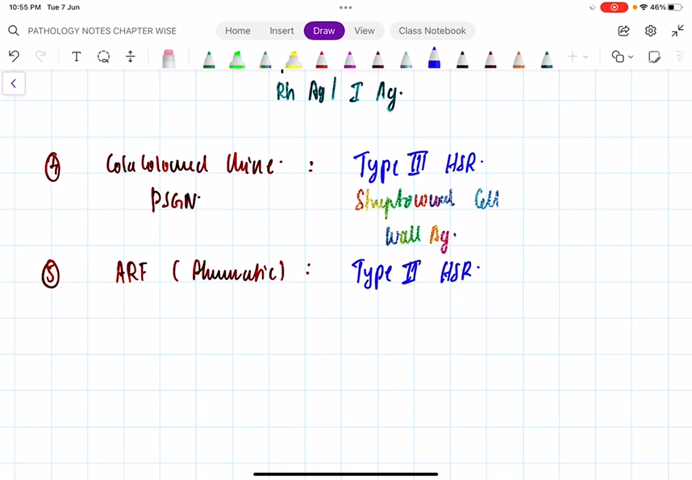 10:55 PM Tue 7 Jun
46%
PATHOLOGY NOTES CHAPTER WISE
Home Insert Draw View Class Notebook
Rh Ag / I Ag.
④ Cola Coloured Urine. : Type III HSR.
PSGN. Streptococcal Cell
Wall Ag.
⑤ ARF (Rheumatic) : Type II HSR.